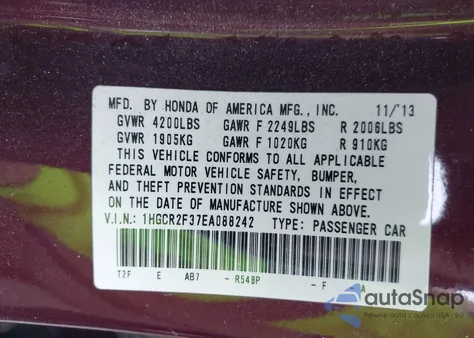 MFD. BY HONDA OF AMERICA MFG., INC. 11/'13
GVWR 4200LBS GAWR F 2249LBS R 2006LBS
GVWR 1905KG GAWR F 1020KG R 910KG
THIS VEHICLE CONFORMS TO ALL APPLICABLE
FEDERAL MOTOR VEHICLE SAFETY, BUMPER,
AND THEFT PREVENTION STANDARDS IN EFFECT
ON THE DATE OF MANUFACTURE SHOWN ABOVE.
V.I.N.: 1HGCR2F37EA088242 TYPE: PASSENGER CAR
T2F E AB7 - R548P - F - A
autoSnap